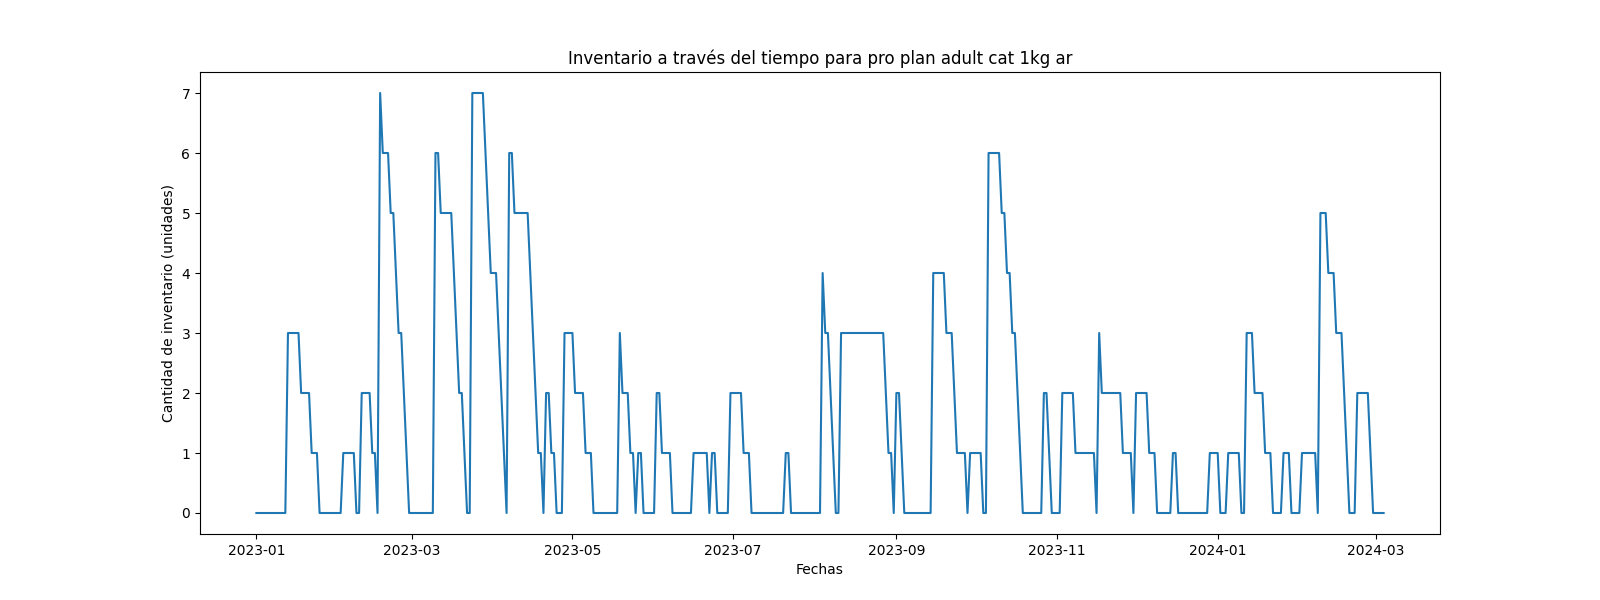 Inventario a través del tiempo para pro plan adult cat 1kg ar
Cantidad de inventario (unidades)
7
6
5
4
3
2
1
0
2023-01 2023-03 2023-05 2023-07 2023-09 2023-11 2024-01 2024-03
Fechas